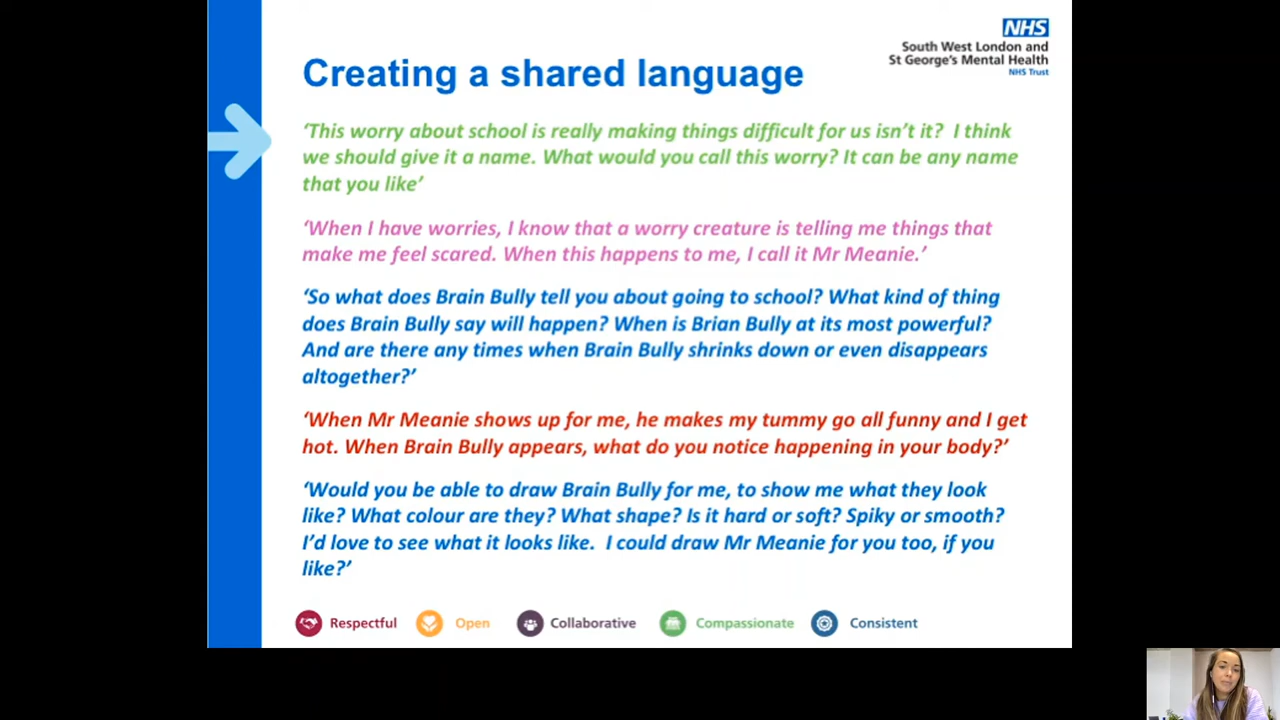 NHS
South West London and
St George's Mental Health
NHS Trust
Creating a shared language
‘This worry about school is really making things difficult for us isn’t it?  I think
we should give it a name. What would you call this worry? It can be any name
that you like’
‘When I have worries, I know that a worry creature is telling me things that
make me feel scared. When this happens to me, I call it Mr Meanie.’
‘So what does Brain Bully tell you about going to school? What kind of thing
does Brain Bully say will happen? When is Brian Bully at its most powerful?
And are there any times when Brain Bully shrinks down or even disappears
altogether?’
‘When Mr Meanie shows up for me, he makes my tummy go all funny and I get
hot. When Brain Bully appears, what do you notice happening in your body?’
‘Would you be able to draw Brain Bully for me, to show me what they look
like? What colour are they? What shape? Is it hard or soft? Spiky or smooth?
I’d love to see what it looks like.  I could draw Mr Meanie for you too, if you
like?’
Respectful Open Collaborative Compassionate Consistent